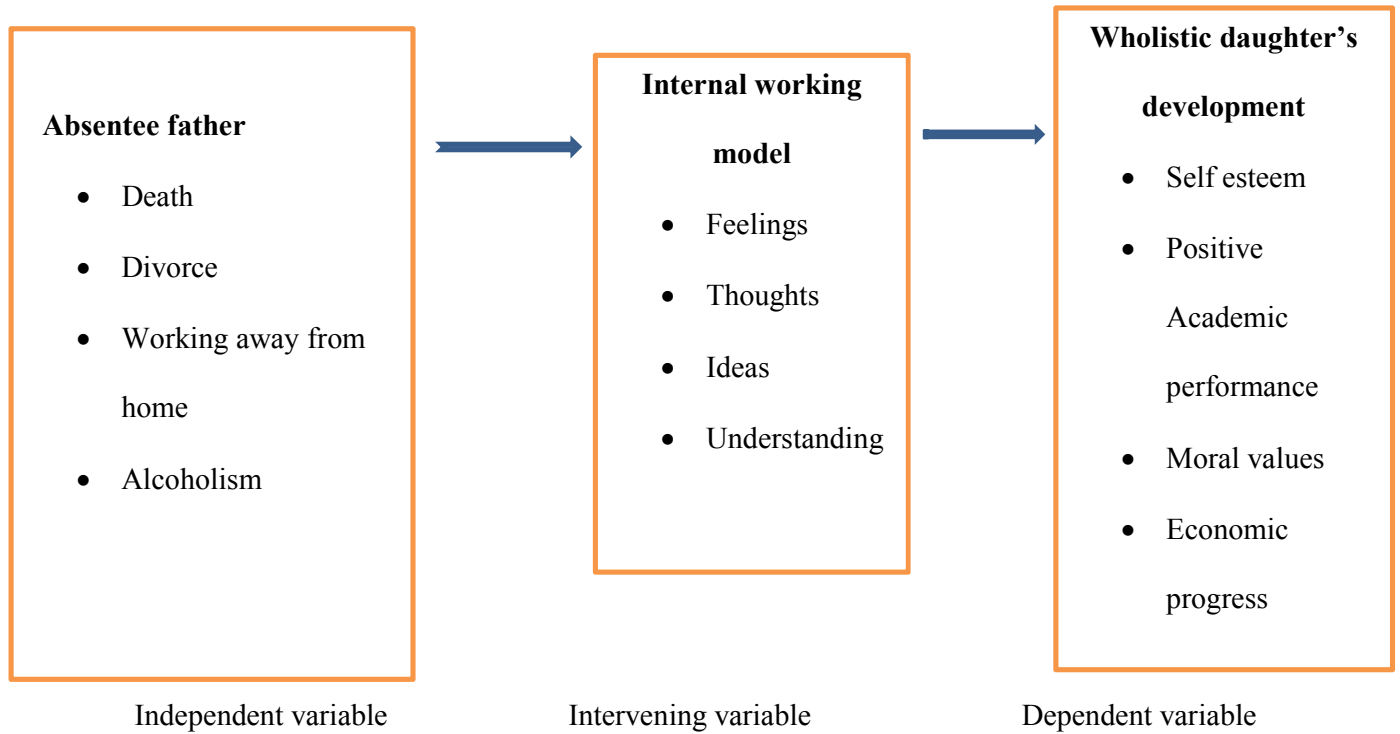 Absentee father
• Death
• Divorce
• Working away from
home
• Alcoholism
Internal working
model
• Feelings
• Thoughts
• Ideas
• Understanding
Wholistic daughter’s
development
• Self esteem
• Positive
Academic
performance
• Moral values
• Economic
progress
Independent variable
Intervening variable
Dependent variable